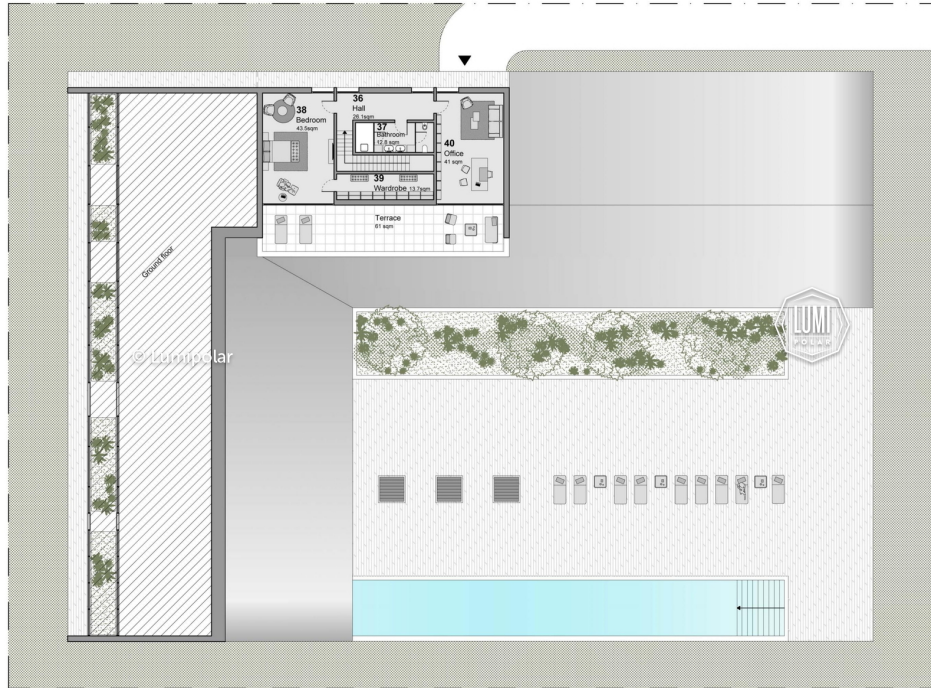 36
Hall
26.1sqm
38
Bedroom
43.5sqm
37
Bathroom
12.8 sqm
40
Office
41 sqm
39
Wardrobe 13.7sqm
Terrace
61 sqm
Ground floor
© Lumipolar
LUMI
POLAR